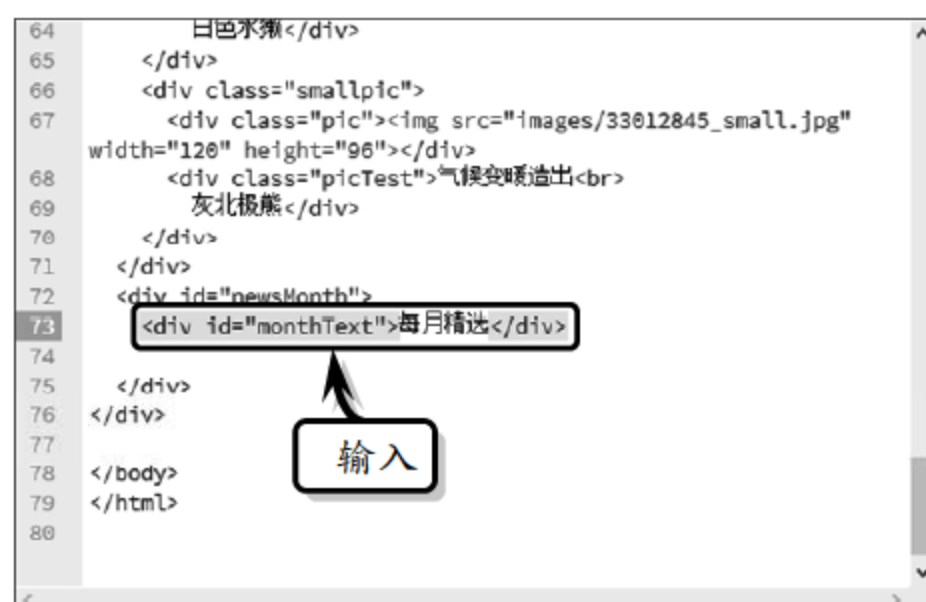 64 白色水獭</div>
65 </div>
66 <div class="smallpic">
67 <div class="pic"><img src="images/33012845_small.jpg"
width="120" height="96"></div>
68 <div class="picTest">气候变暖造出<br>
69 灰北极熊</div>
70 </div>
71 </div>
72 <div id="newsMonth">
73 <div id="monthText">每月精选</div>
74
75 </div>
76 </div>
77
78 </body>
79 </html>
80
输入